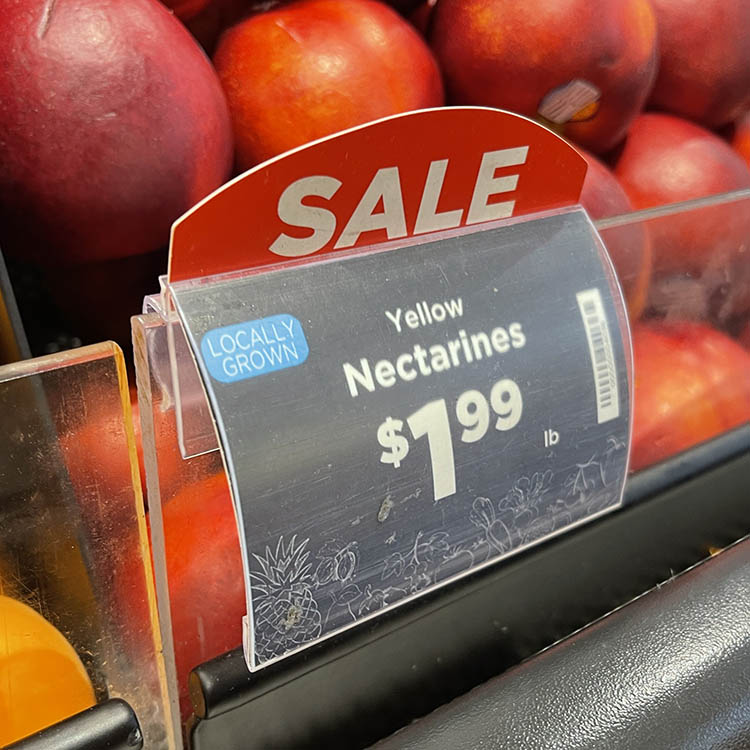 SALE
LOCALLY
GROWN
Yellow
Nectarines
$1.99
lb